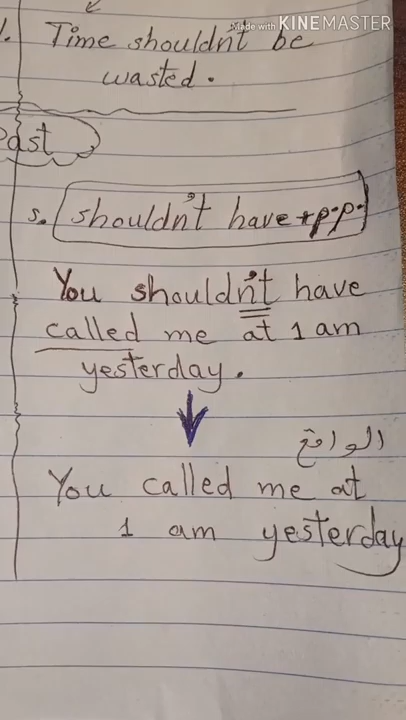 Made with KINEMASTER
1. Time shouldn't be
wasted.
Past
s. shouldn't have + p.p.
You shouldn't have
called me at 1 am
yesterday.
الواقع
You called me at
1 am yesterday